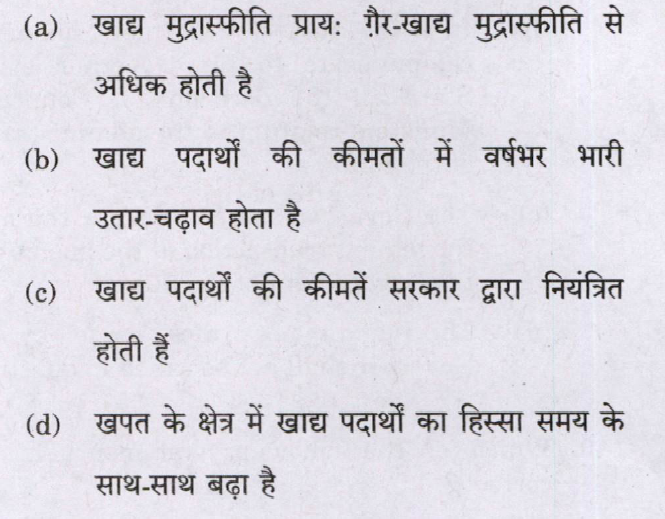 (a) खाद्य मुद्रास्फीति प्राय: ग़ैर-खाद्य मुद्रास्फीति से
अधिक होती है
(b) खाद्य पदार्थों की कीमतों में वर्षभर भारी
उतार-चढ़ाव होता है
(c) खाद्य पदार्थों की कीमतें सरकार द्वारा नियंत्रित
होती हैं
(d) खपत के क्षेत्र में खाद्य पदार्थों का हिस्सा समय के
साथ-साथ बढ़ा है